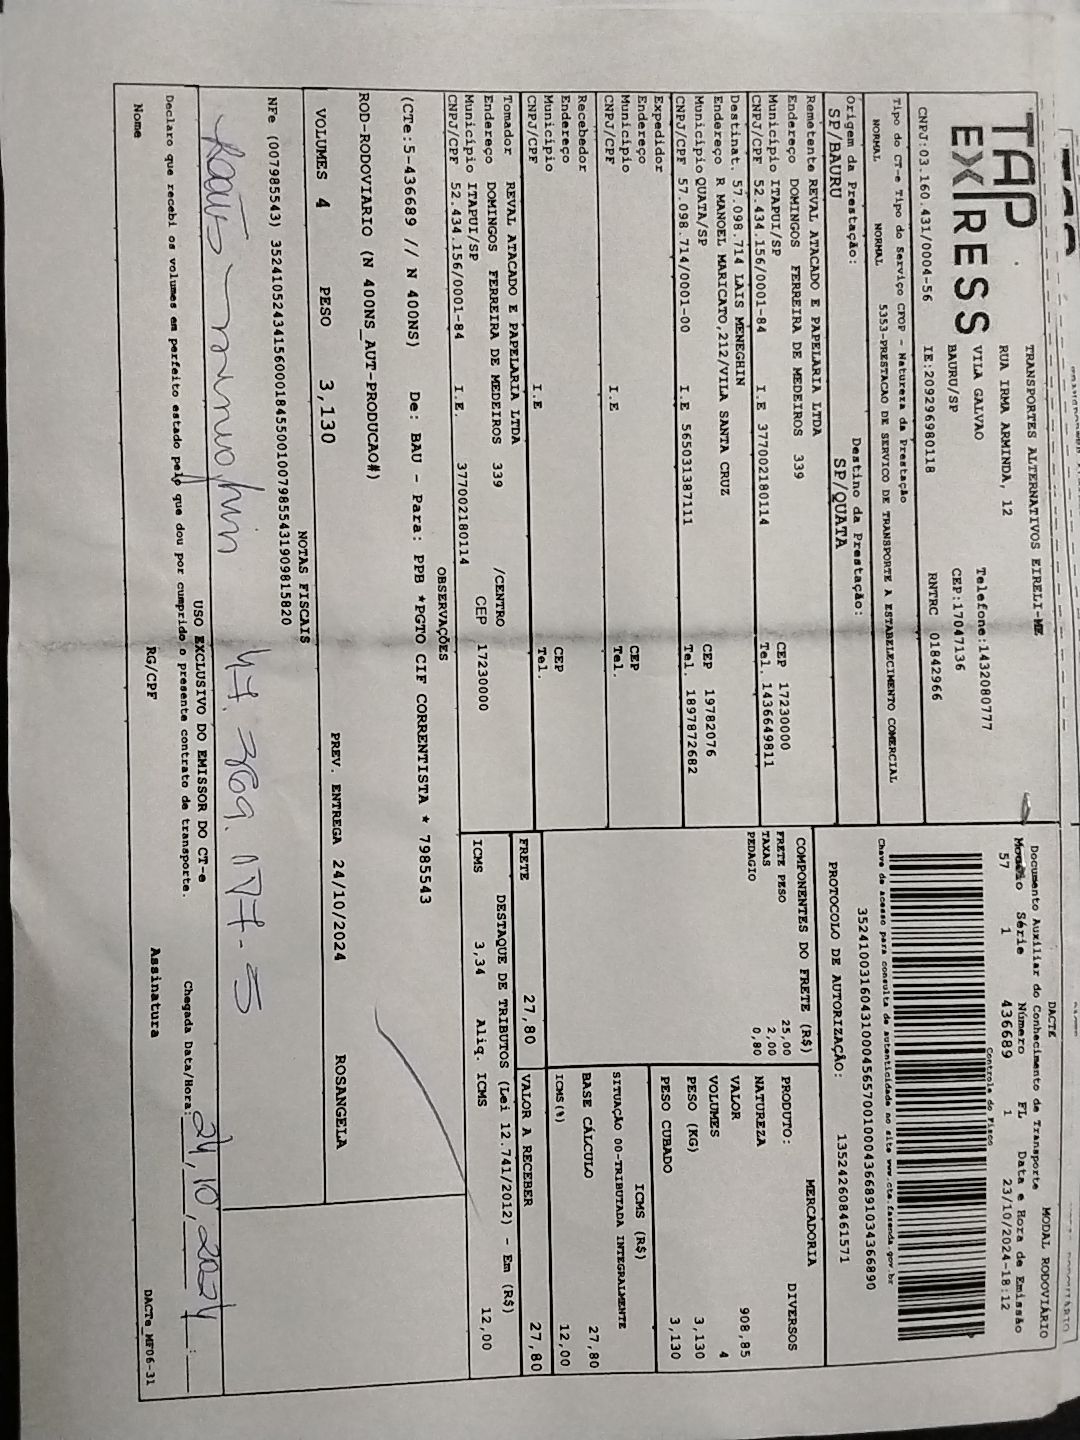 TAP EXPRESS
TRANSPORTES ALTERNATIVOS EIRELI-ME
RUA IRMA ARMINDA, 12
VILA GALVAO Telefone:1432080777
BAURU/SP CEP:17047136
CNPJ:03.160.431/0004-56 IE:209296980118 RNTRC 01842966
DACTE MODAL RODOVIÁRIO
Documento Auxiliar do Conhecimento de Transporte
Modelo Série Número FL Data e Hora de Emissão
57 1 436689 1 23/10/2024-18:12
Controle do Fisco
Chave de acesso para consulta de autenticidade no site www.cte.fazenda.gov.br
PROTOCOLO DE AUTORIZAÇÃO: 135242608461571
Tipo do CT-e Tipo do Serviço CFOP - Natureza da Prestação
NORMAL NORMAL 5353-PRESTACAO DE SERVICO DE TRANSPORTE A ESTABELECIMENTO COMERCIAL
Origem da Prestação: Destino da Prestação:
SP/BAURU SP/QUATA
Remetente REVAL ATACADO E PAPELARIA LTDA
Endereço DOMINGOS FERREIRA DE MEDEIROS 339
Município ITAPUI/SP CEP 17230000
CNPJ/CPF 52.434.156/0001-84 I.E 377002180114 Tel. 1436649811
Destinat. 57.098.714 LAIS MENEGHIN
Endereço R MANOEL MARICATO,212/VILA SANTA CRUZ
Município QUATA/SP CEP 19782076
CNPJ/CPF 57.098.714/0001-00 I.E 565031387111 Tel. 1897872682
Expedidor
Endereço
Município CEP
CNPJ/CPF I.E Tel.
Recebedor
Endereço
Município CEP
CNPJ/CPF I.E Tel.
Tomador REVAL ATACADO E PAPELARIA LTDA
Endereço DOMINGOS FERREIRA DE MEDEIROS 339 /CENTRO
Município ITAPUI/SP CEP 17230000
CNPJ/CPF 52.434.156/0001-84 I.E. 377002180114
COMPONENTES DO FRETE (R$)
FRETE PESO 25,00
TAXAS 2,00
PEDAGIO 0,80
MERCADORIA
PRODUTO: DIVERSOS
NATUREZA
VALOR 908,85
VOLUMES 4
PESO (KG) 3,130
PESO CUBADO 3,130
ICMS (R$)
SITUAÇÃO 00-TRIBUTADA INTEGRALMENTE
BASE CÁLCULO 27,80
ICMS(%) 12,00
FRETE 27,80 VALOR A RECEBER 27,80
DESTAQUE DE TRIBUTOS (Lei 12.741/2012) - Em (R$)
ICMS 3,34 Aliq. ICMS 12,00
OBSERVAÇÕES
(CTe:5-436689 // N 400NS) De: BAU - Para: PPB *PGTO CIF CORRENTISTA * 7985543
ROD-RODOVIARIO (N 400NS_AUT-PRODUCAO#)
VOLUMES 4 PESO 3,130 PREV. ENTREGA 24/10/2024 ROSANGELA
NOTAS FISCAIS
NFe (007985543) 35241052434156000184550010079855431909815820
47.369.177-5
USO EXCLUSIVO DO EMISSOR DO CT-e
Declaro que recebi os volumes em perfeito estado pelo que dou por cumprido o presente contrato de transporte. Chegada Data/Hora: 24,10,2024 :
Nome RG/CPF Assinatura DACTe_MF06-31